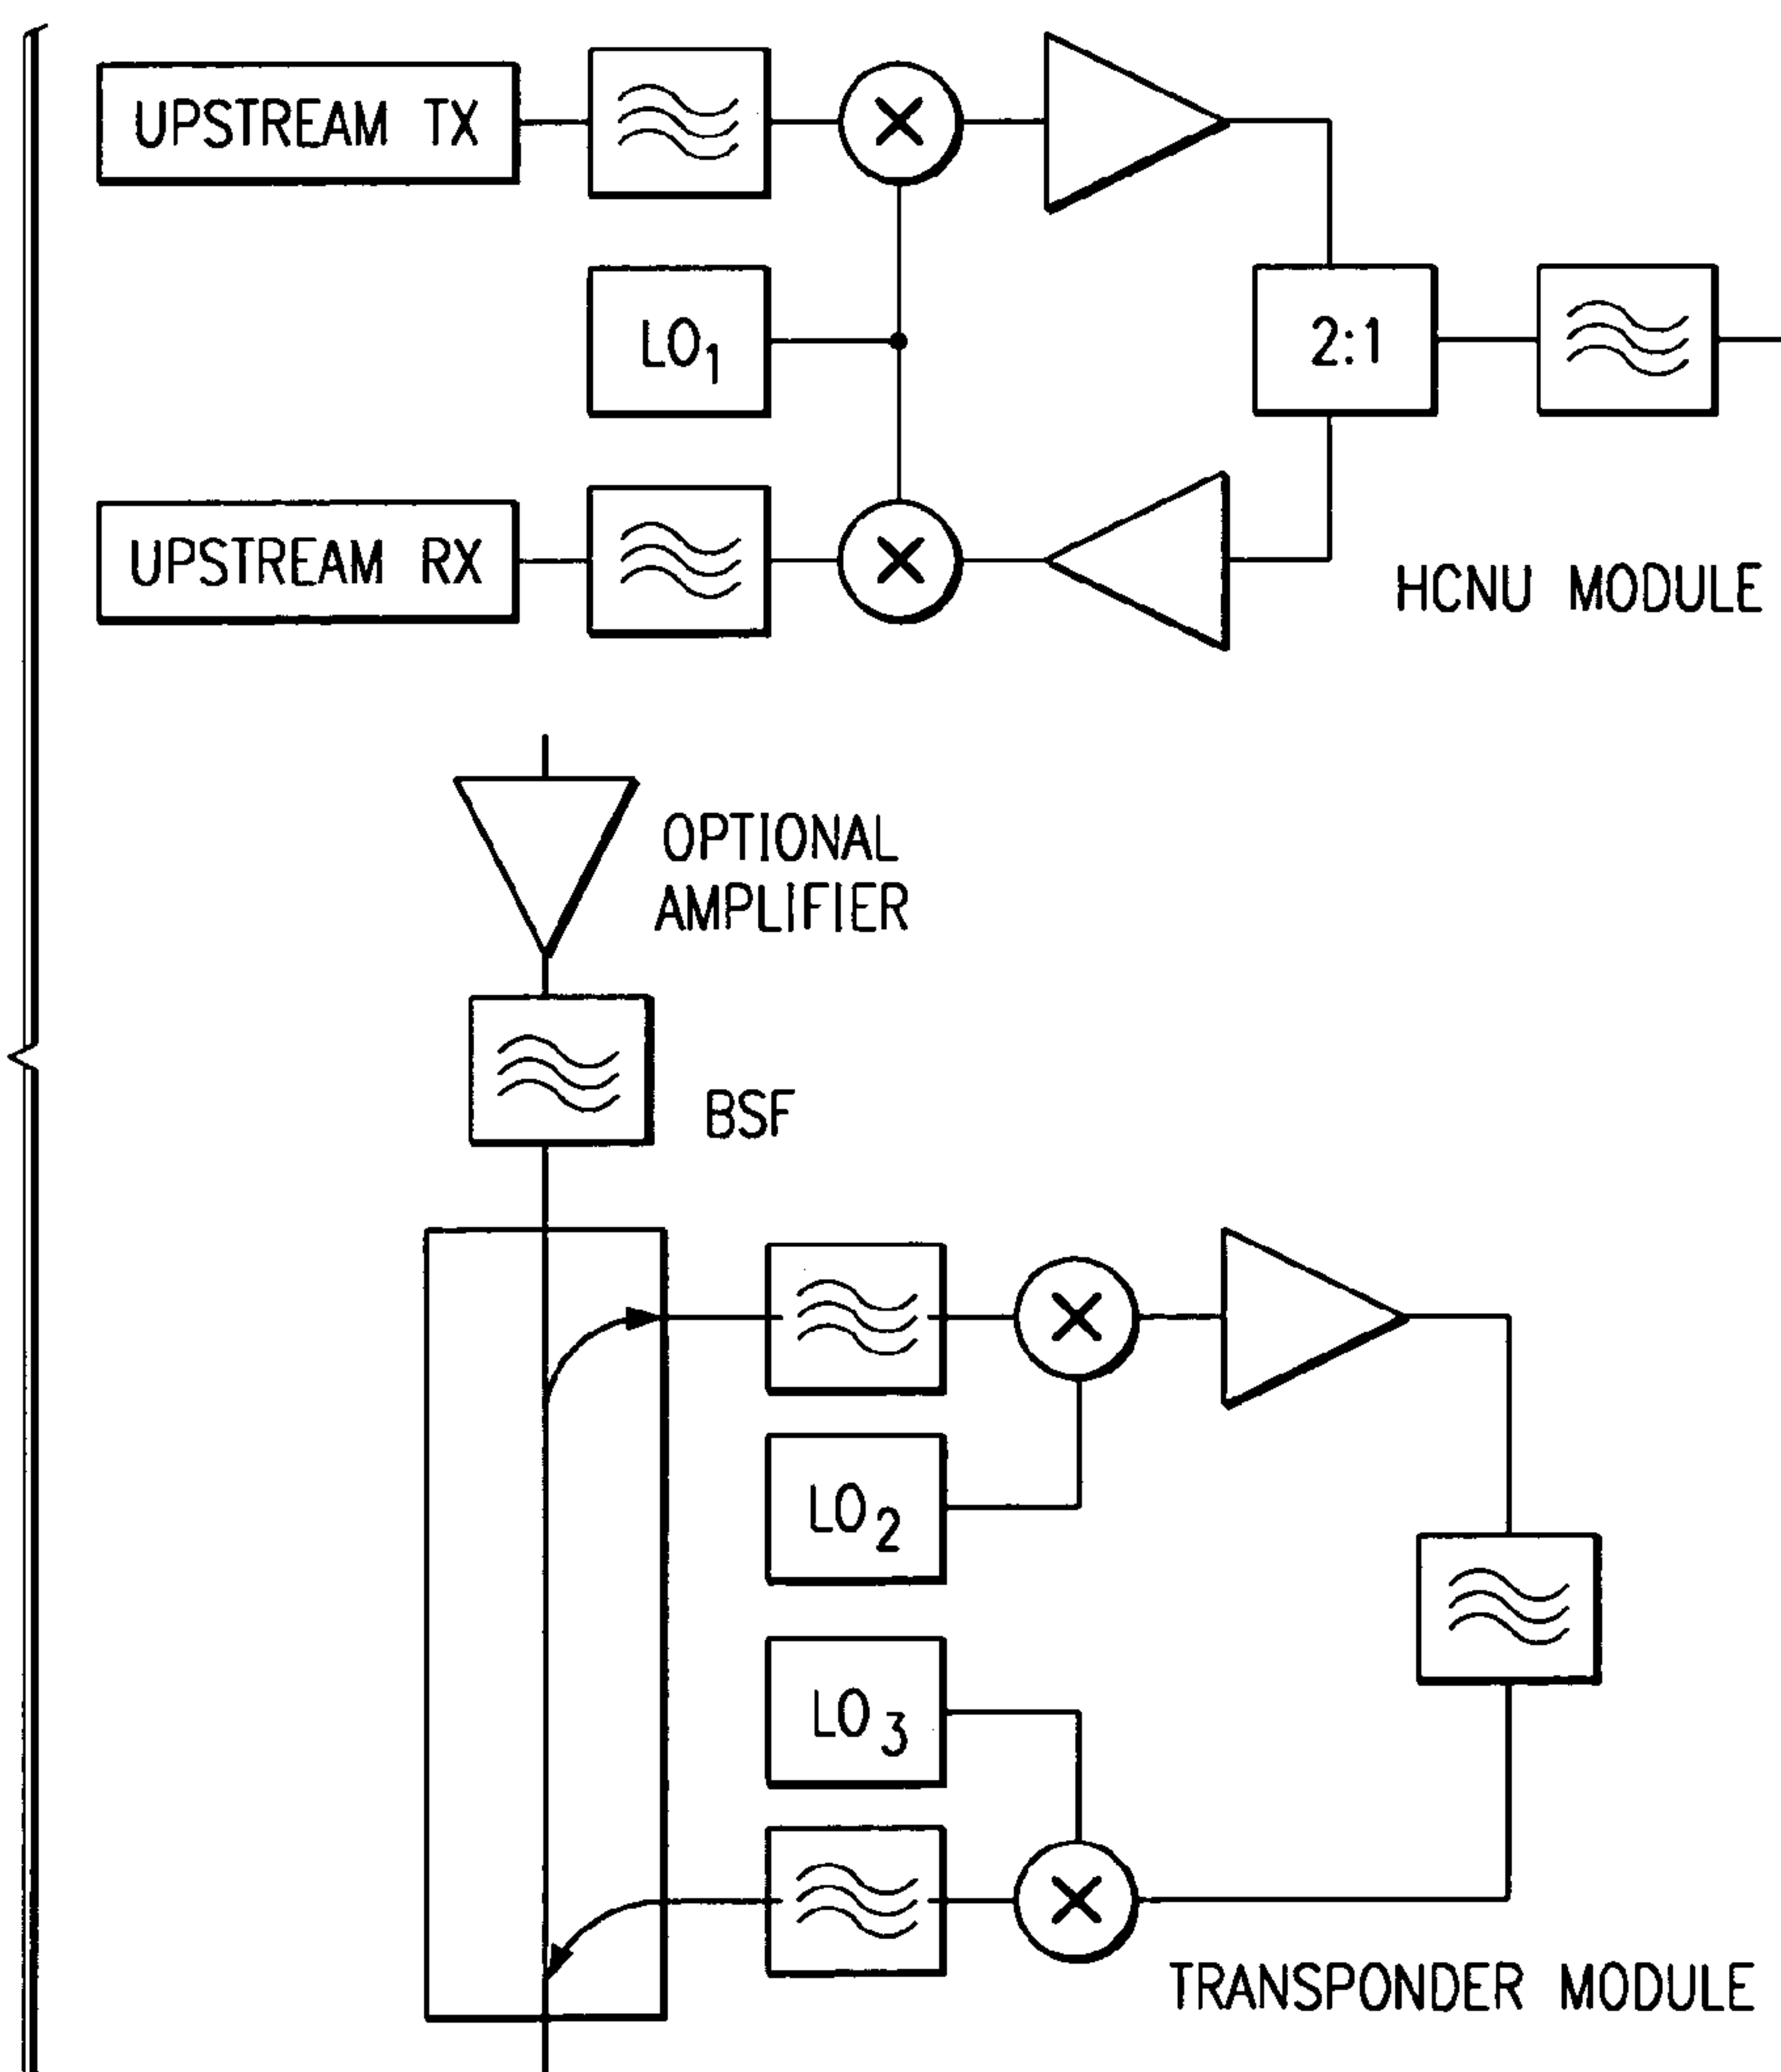 UPSTREAM TX
LO1
2:1
UPSTREAM RX
HCNU MODULE
OPTIONAL
AMPLIFIER
BSF
LO2
LO3
TRANSPONDER MODULE